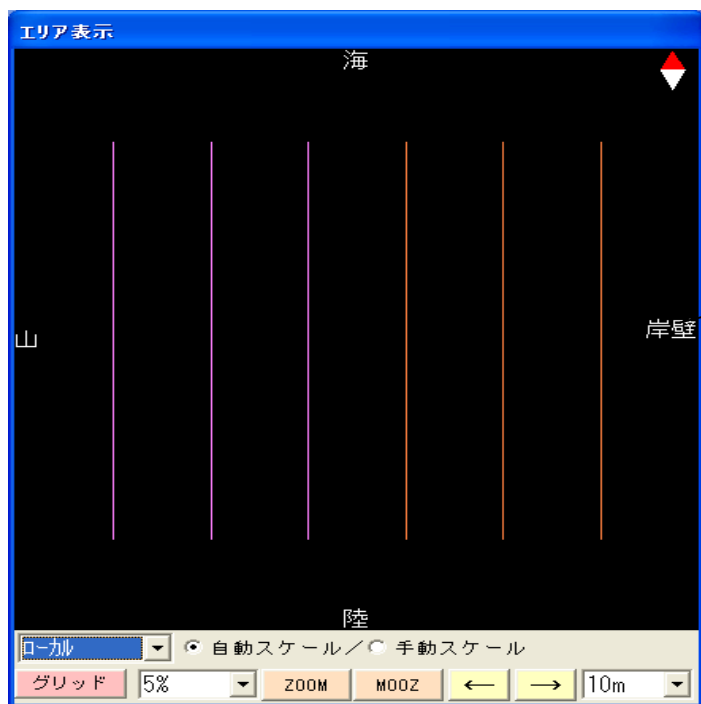 エリア表示
海
山
岸壁
陸
ローカル 自動スケール／ 手動スケール
グリッド 5% ZOOM MOOZ ← → 10m